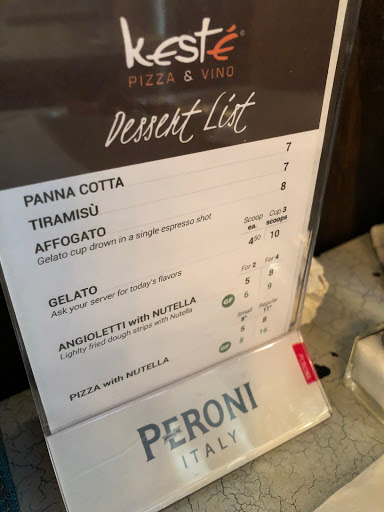 Kesté
PIZZA & VINO
Dessert List
PANNA COTTA 7
TIRAMISÙ 7
AFFOGATO 8
Gelato cup drown in a single espresso shot
Scoop ea. Cup 3 scoops
GELATO 4⁵⁰ 10
Ask your server for today's flavors
For 2 For 4
ANGIOLETTI with NUTELLA 5 8
Lightly fried dough strips with Nutella GF 6 9
Small 9" Regular 11"
PIZZA with NUTELLA 5 8
GF 8 16
PERONI
ITALY